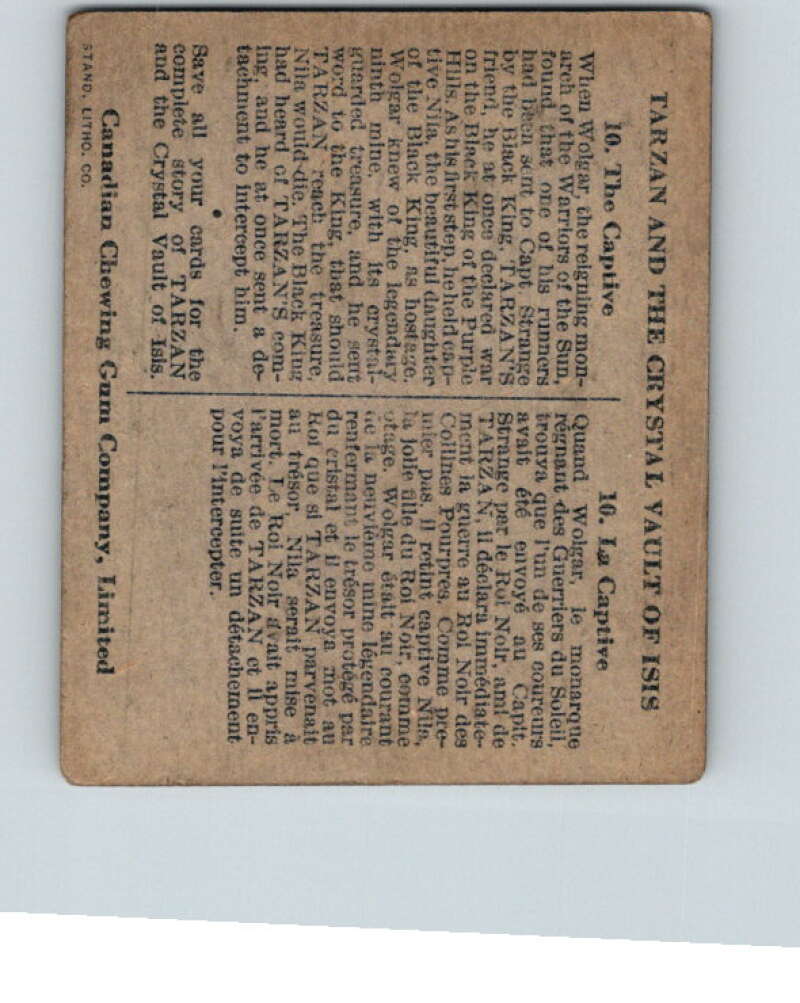 TARZAN AND THE CRYSTAL VAULT OF ISIS
10. The Captive
When Wolgar, the reigning mon-
arch of the Warriors of the Sun,
found that one of his runners
had been sent to Capt Strange
by the Black King, TARZAN'S
friend, he at once declared war
on the Black King of the Purple
Hills. As his first step, he held cap-
tive Nila, the beautiful daughter
of the Black King, as hostage.
Wolgar knew of the legendary
ninth mine, with its crystal-
guarded treasure, and he sent
word to the King, that should
TARZAN reach the treasure,
Nila would die. The Black King
had heard of TARZAN'S com-
ing, and he at once sent a de-
tachment to intercept him.
Save all your cards for the
complete story of TARZAN
and the Crystal Vault of Isis.
10. La Captive
Quand Wolgar, le monarque
régnant des Guerriers du Soleil,
trouva que l'un de ses coureurs
avait été envoyé au Capit.
Strange par le Roi Noir, ami de
TARZAN, il déclara immédiate-
ment la guerre au Roi Noir des
Collines Pourpres. Comme pre-
mier pas, il retint captive Nila,
la jolie fille du Roi Noir, comme
otage. Wolgar était au courant
de la neuvième mine légendaire
renfermant le trésor protégé par
du cristal et il envoya mot au
Roi que si TARZAN parvenait
au trésor, Nila serait mise à
mort. Le Roi Noir avait appris
l'arrivée de TARZAN et il en-
voya de suite un détachement
pour l'intercepter.
Canadian Chewing Gum Company, Limited
STAND. LITHO. CO.